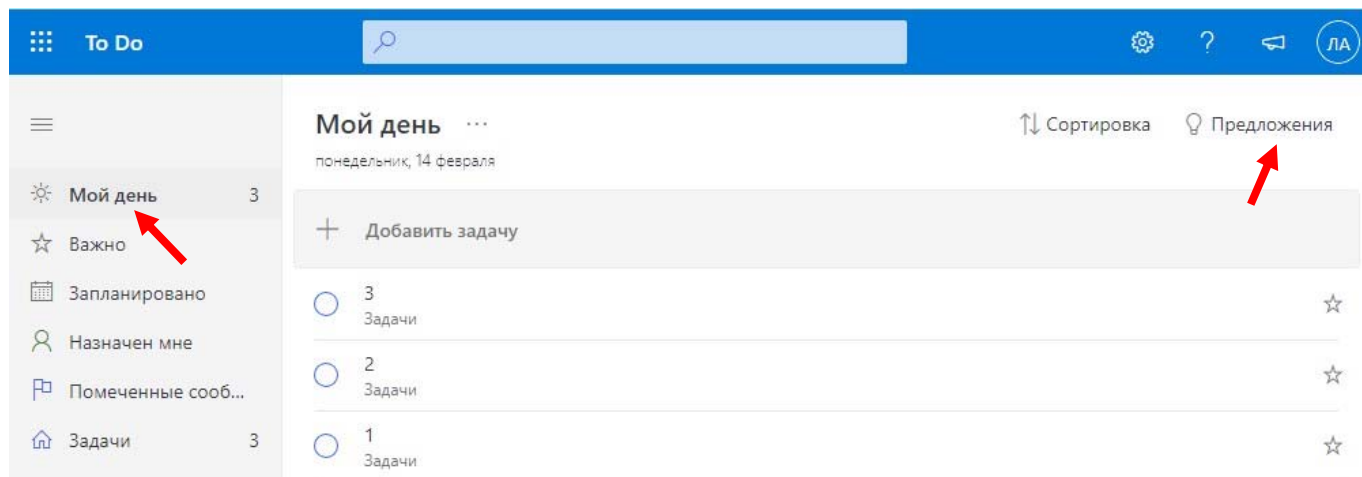 To Do
ЛА
Мой день ...
Сортировка
Предложения
понедельник, 14 февраля
Мой день 3
Важно
Запланировано
Назначен мне
Помеченные сооб...
Задачи 3
Добавить задачу
3
Задачи
2
Задачи
1
Задачи